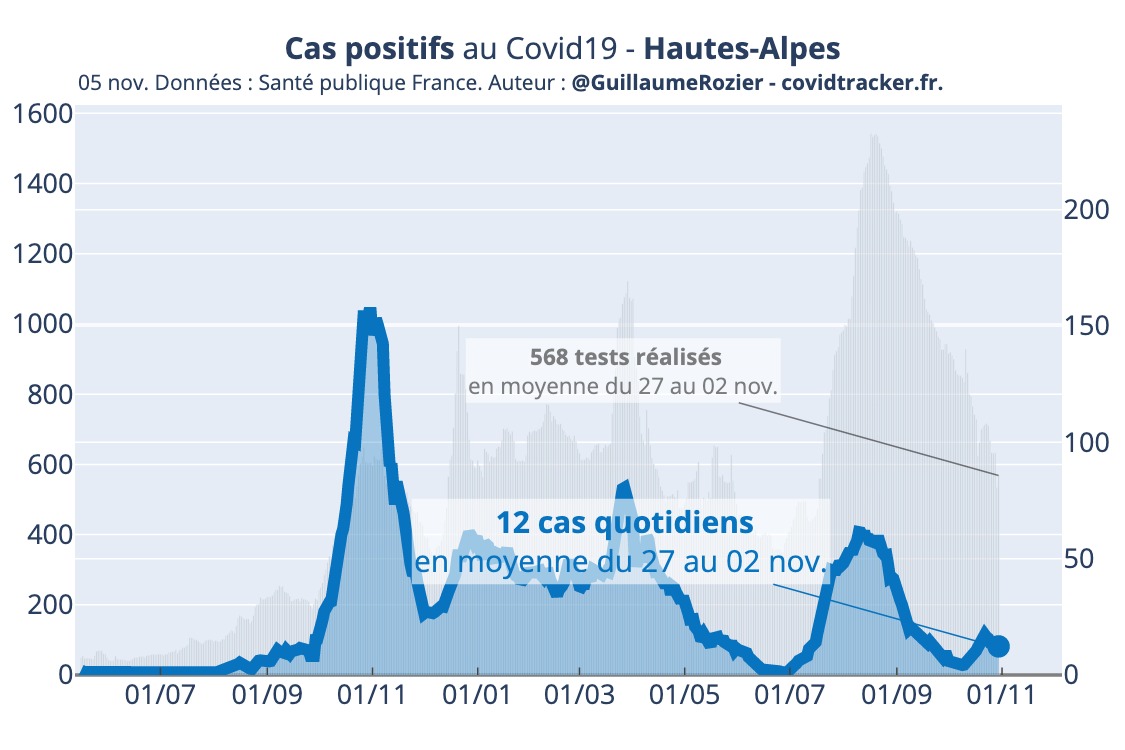 Cas positifs au Covid19 - Hautes-Alpes
05 nov. Données : Santé publique France. Auteur : @GuillaumeRozier - covidtracker.fr.
1600
1400
1200
1000
800
600
400
200
0
200
150
100
50
0
568 tests réalisés
en moyenne du 27 au 02 nov.
12 cas quotidiens
en moyenne du 27 au 02 nov.
01/07 01/09 01/11 01/01 01/03 01/05 01/07 01/09 01/11